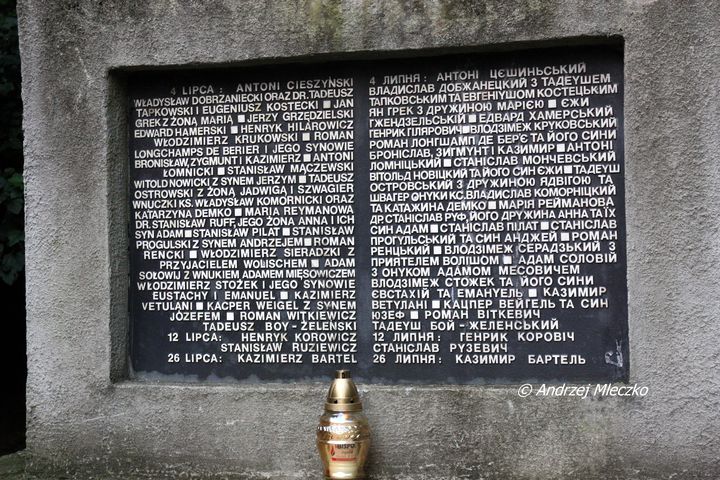 4 LIPCA: ANTONI CIESZYŃSKI
WŁADYSŁAW DOBRZANIECKI ORAZ DR. TADEUSZ
TAPKOWSKI I EUGENIUSZ KOSTECKI ■ JAN
GREK Z ŻONĄ MARIĄ ■ JERZY GRZĘDZIELSKI
EDWARD HAMERSKI ■ HENRYK HILAROWICZ
WŁODZIMIERZ KRUKOWSKI ■ ROMAN
LONGCHAMPS DE BERIER I JEGO SYNOWIE
BRONISŁAW, ZYGMUNT I KAZIMIERZ ■ ANTONI
ŁOMNICKI ■ STANISŁAW MĄCZEWSKI
WITOLD NOWICKI Z SYNEM JERZYM ■ TADEUSZ
OSTROWSKI Z ŻONĄ JADWIGĄ I SZWAGIER
WNUCZKI KS. WŁADYSŁAW KOMORNICKI ORAZ
KATARZYNA DEMKO ■ MARIA REYMANOWA
DR. STANISŁAW RUFF, JEGO ŻONA ANNA I ICH
SYN ADAM ■ STANISŁAW PILAT ■ STANISŁAW
PROGULSKI Z SYNEM ANDRZEJEM ■ ROMAN
RENCKI ■ WŁODZIMIERZ SIERADZKI Z
PRZYJACIELEM WOLISCHEM ■ ADAM
SOŁOWIJ Z WNUKIEM ADAMEM MIĘSOWICZEM
WŁODZIMIERZ STOŻEK I JEGO SYNOWIE
EUSTACHY I EMANUEL ■ KAZIMIERZ
VETULANI ■ KACPER WEIGEL Z SYNEM
JÓZEFEM ■ ROMAN WITKIEWICZ
TADEUSZ BOY - ŻELEŃSKI
12 LIPCA: HENRYK KOROWICZ
STANISŁAW RUZIEWICZ
26 LIPCA: KAZIMIERZ BARTEL
4 ЛИПНЯ: АНТОНІ ЦЄШИНЬСЬКИЙ
ВЛАДИСЛАВ ДОБЖАНЕЦКИЙ З ТАДЕУШЕМ
ТАПКОВСЬКИМ ТА ЕВГЕНІУШОМ КОСТЕЦЬКИМ
ЯН ГРЕК З ДРУЖИНОЮ МАРІЄЮ ■ ЄЖИ
ГЖЕНДЗЕЛЬСЬКИЙ ■ ЕДВАРД ХАМЕРСЬКИЙ
ГЕНРИК ГІЛЯРОВИЧ ■ ВЛОДЗІМЕЖ КРУКОВСЬКИЙ
РОМАН ЛОНГШАМП ДЕ БЕР'Є ТА ЙОГО СИНИ
БРОНІСЛАВ, ЗИГМУНТ І КАЗИМИР ■ АНТОНІ
ЛОМНІЦЬКИЙ ■ СТАНІСЛАВ МОНЧЕВСЬКИЙ
ВІТОЛЬД НОВІЦКИЙ ТА ЙОГО СИН ЄЖИ ■ ТАДЕУШ
ОСТРОВСЬКИЙ З ДРУЖИНОЮ ЯДВІГОЮ ТА
ШВАГЕР ОНУКИ КС. ВЛАДИСЛАВ КОМОРНІЦКИЙ
ТА КАТАЖИНА ДЕМКО ■ МАРІЯ РЕЙМАНОВА
ДР СТАНІСЛАВ РУФ, ЙОГО ДРУЖИНА АННА ТА ЇХ
СИН АДАМ ■ СТАНІСЛАВ ПІЛАТ ■ СТАНІСЛАВ
ПРОГУЛЬСЬКИЙ ТА СИН АНДЖЕЙ ■ РОМАН
РЕНЦЬКИЙ ■ ВЛОДЗІМЕЖ СЕРАДЗЬКИЙ З
ПРИЯТЕЛЕМ ВОЛІШОМ ■ АДАМ СОЛОВІЙ
З ОНУКОМ АДАМОМ МЕСОВИЧЕМ
ВЛОДЗІМЕЖ СТОЖЕК ТА ЙОГО СИНИ
ЄВСТАХІЙ ТА ЕМАНУЕЛЬ ■ КАЗИМИР
ВЕТУЛАНІ ■ КАЦПЕР ВЕЙГЕЛЬ ТА СИН
ЮЗЕФ ■ РОМАН ВІТКЕВИЧ
ТАДЕУШ БОЙ - ЖЕЛЕНСЬКИЙ
12 ЛИПНЯ: ГЕНРИК КОРОВІЧ
СТАНІСЛАВ РУЗЕВИЧ
26 ЛИПНЯ: КАЗИМИР БАРТЕЛЬ
© Andrzej Mleczko
BISPOL